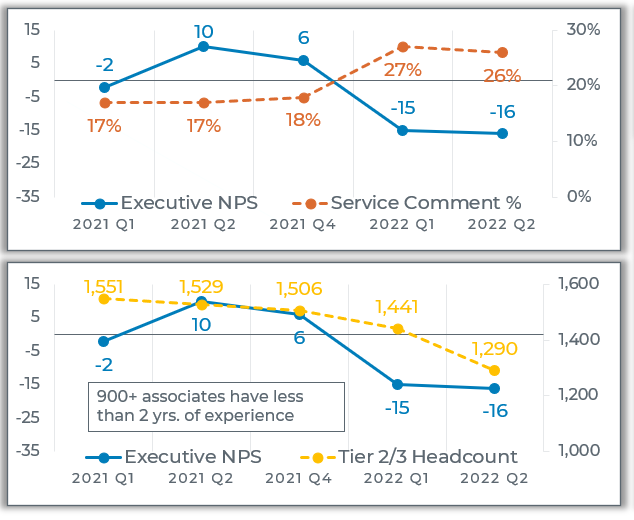 15
10
6
30%
-2
5
27%
26%
20%
-5
17%
17%
18%
-15
-16
-15
10%
-25
-35
0%
Executive NPS
Service Comment %
2021 Q1
2021 Q2
2021 Q4
2022 Q1
2022 Q2
15
1,551
1,529
1,506
1,600
1,441
5
10
6
1,400
-5
-2
1,290
-15
900+ associates have less
than 2 yrs. of experience
-15
-16
1,200
-25
-35
1,000
Executive NPS
Tier 2/3 Headcount
2021 Q1
2021 Q2
2021 Q4
2022 Q1
2022 Q2